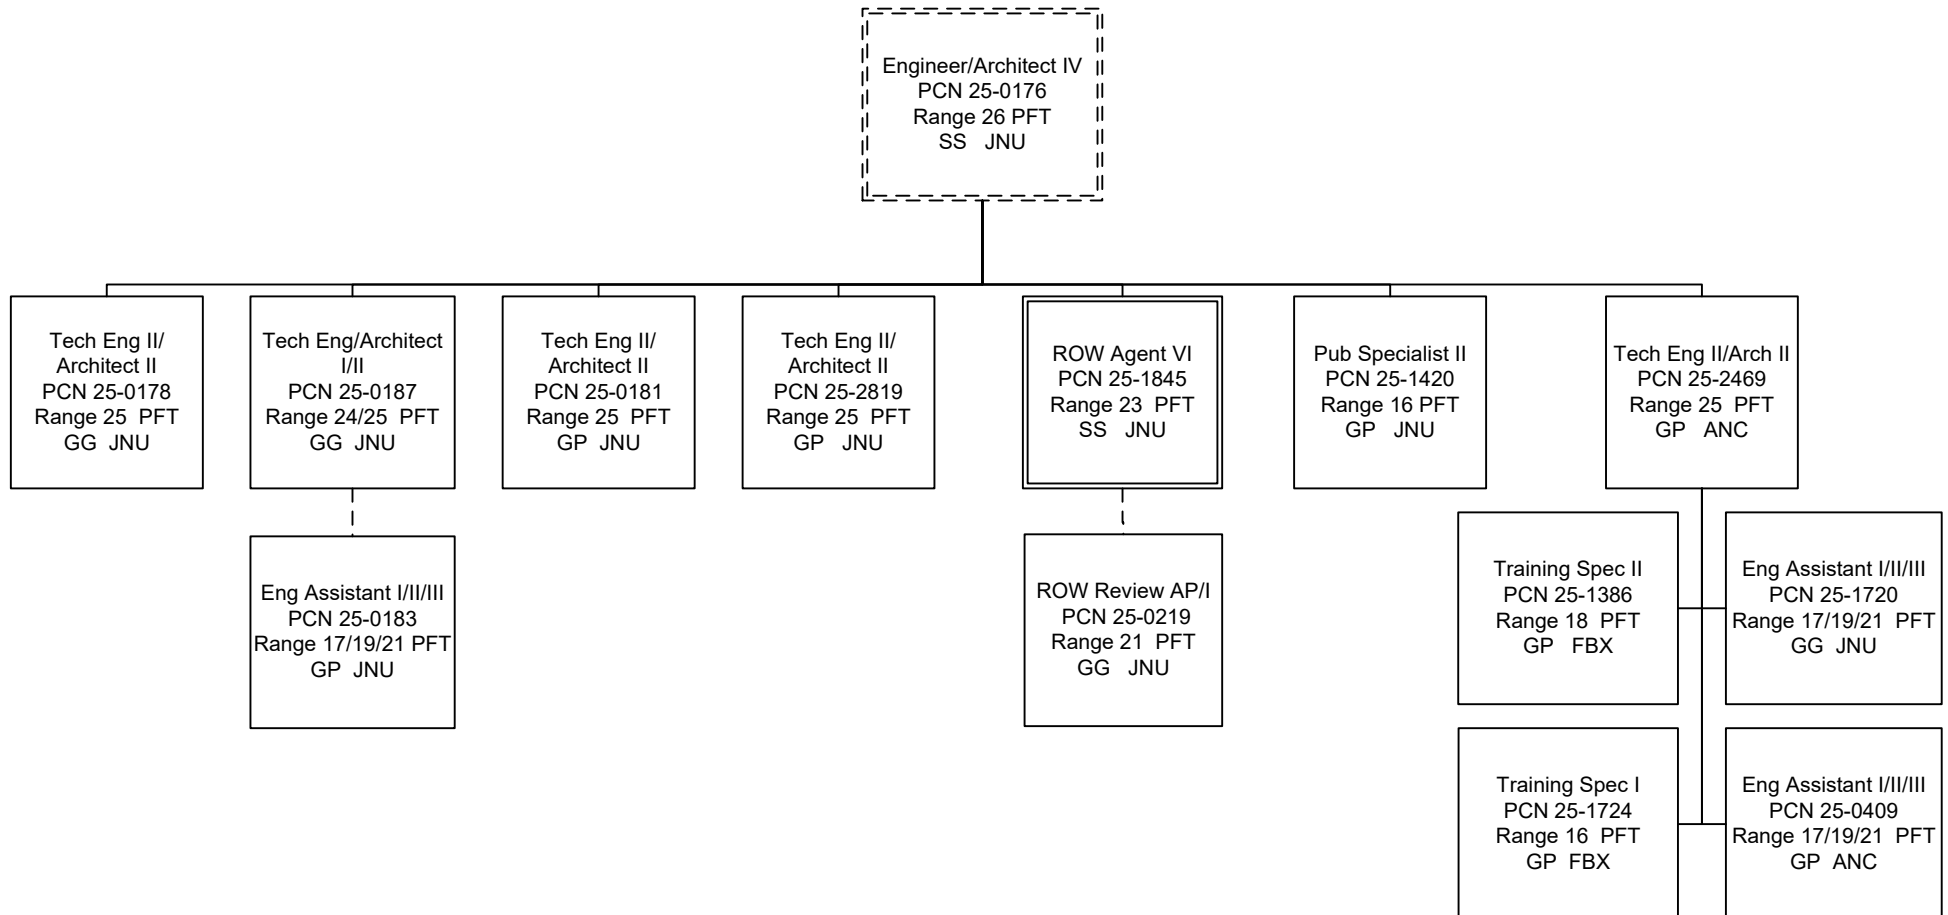 Engineer/Architect IV
PCN 25-0176
Range 26 PFT
SS JNU
Tech Eng II/
Architect II
PCN 25-0178
Range 25 PFT
GG JNU
Tech Eng/Architect
I/II
PCN 25-0187
Range 24/25 PFT
GG JNU
Tech Eng II/
Architect II
PCN 25-0181
Range 25 PFT
GP JNU
Tech Eng II/
Architect II
PCN 25-2819
Range 25 PFT
GP JNU
ROW Agent VI
PCN 25-1845
Range 23 PFT
SS JNU
Pub Specialist II
PCN 25-1420
Range 16 PFT
GP JNU
Tech Eng II/Arch II
PCN 25-2469
Range 25 PFT
GP ANC
Eng Assistant I/II/III
PCN 25-0183
Range 17/19/21 PFT
GP JNU
ROW Review AP/I
PCN 25-0219
Range 21 PFT
GG JNU
Training Spec II
PCN 25-1386
Range 18 PFT
GP FBX
Eng Assistant I/II/III
PCN 25-1720
Range 17/19/21 PFT
GG JNU
Training Spec I
PCN 25-1724
Range 16 PFT
GP FBX
Eng Assistant I/II/III
PCN 25-0409
Range 17/19/21 PFT
GP ANC